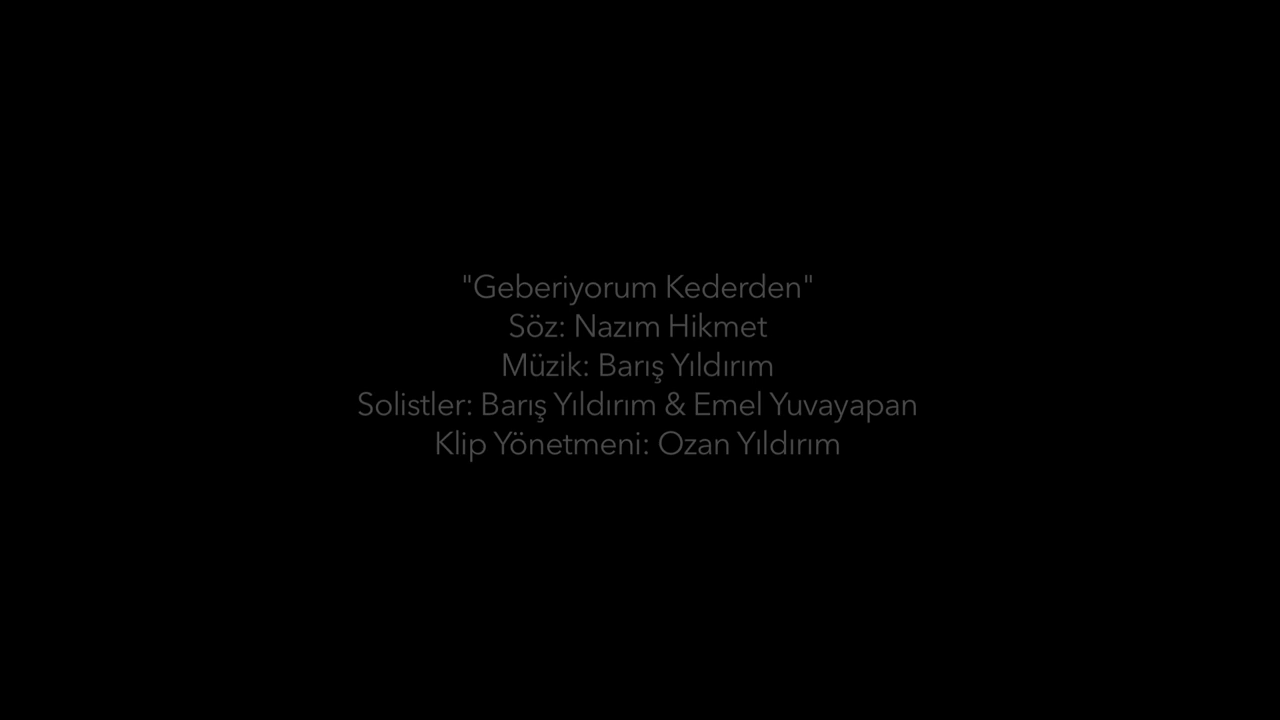 "Geberiyorum Kederden"
Söz: Nazım Hikmet
Müzik: Barış Yıldırım
Solistler: Barış Yıldırım & Emel Yuvayapan
Klip Yönetmeni: Ozan Yıldırım